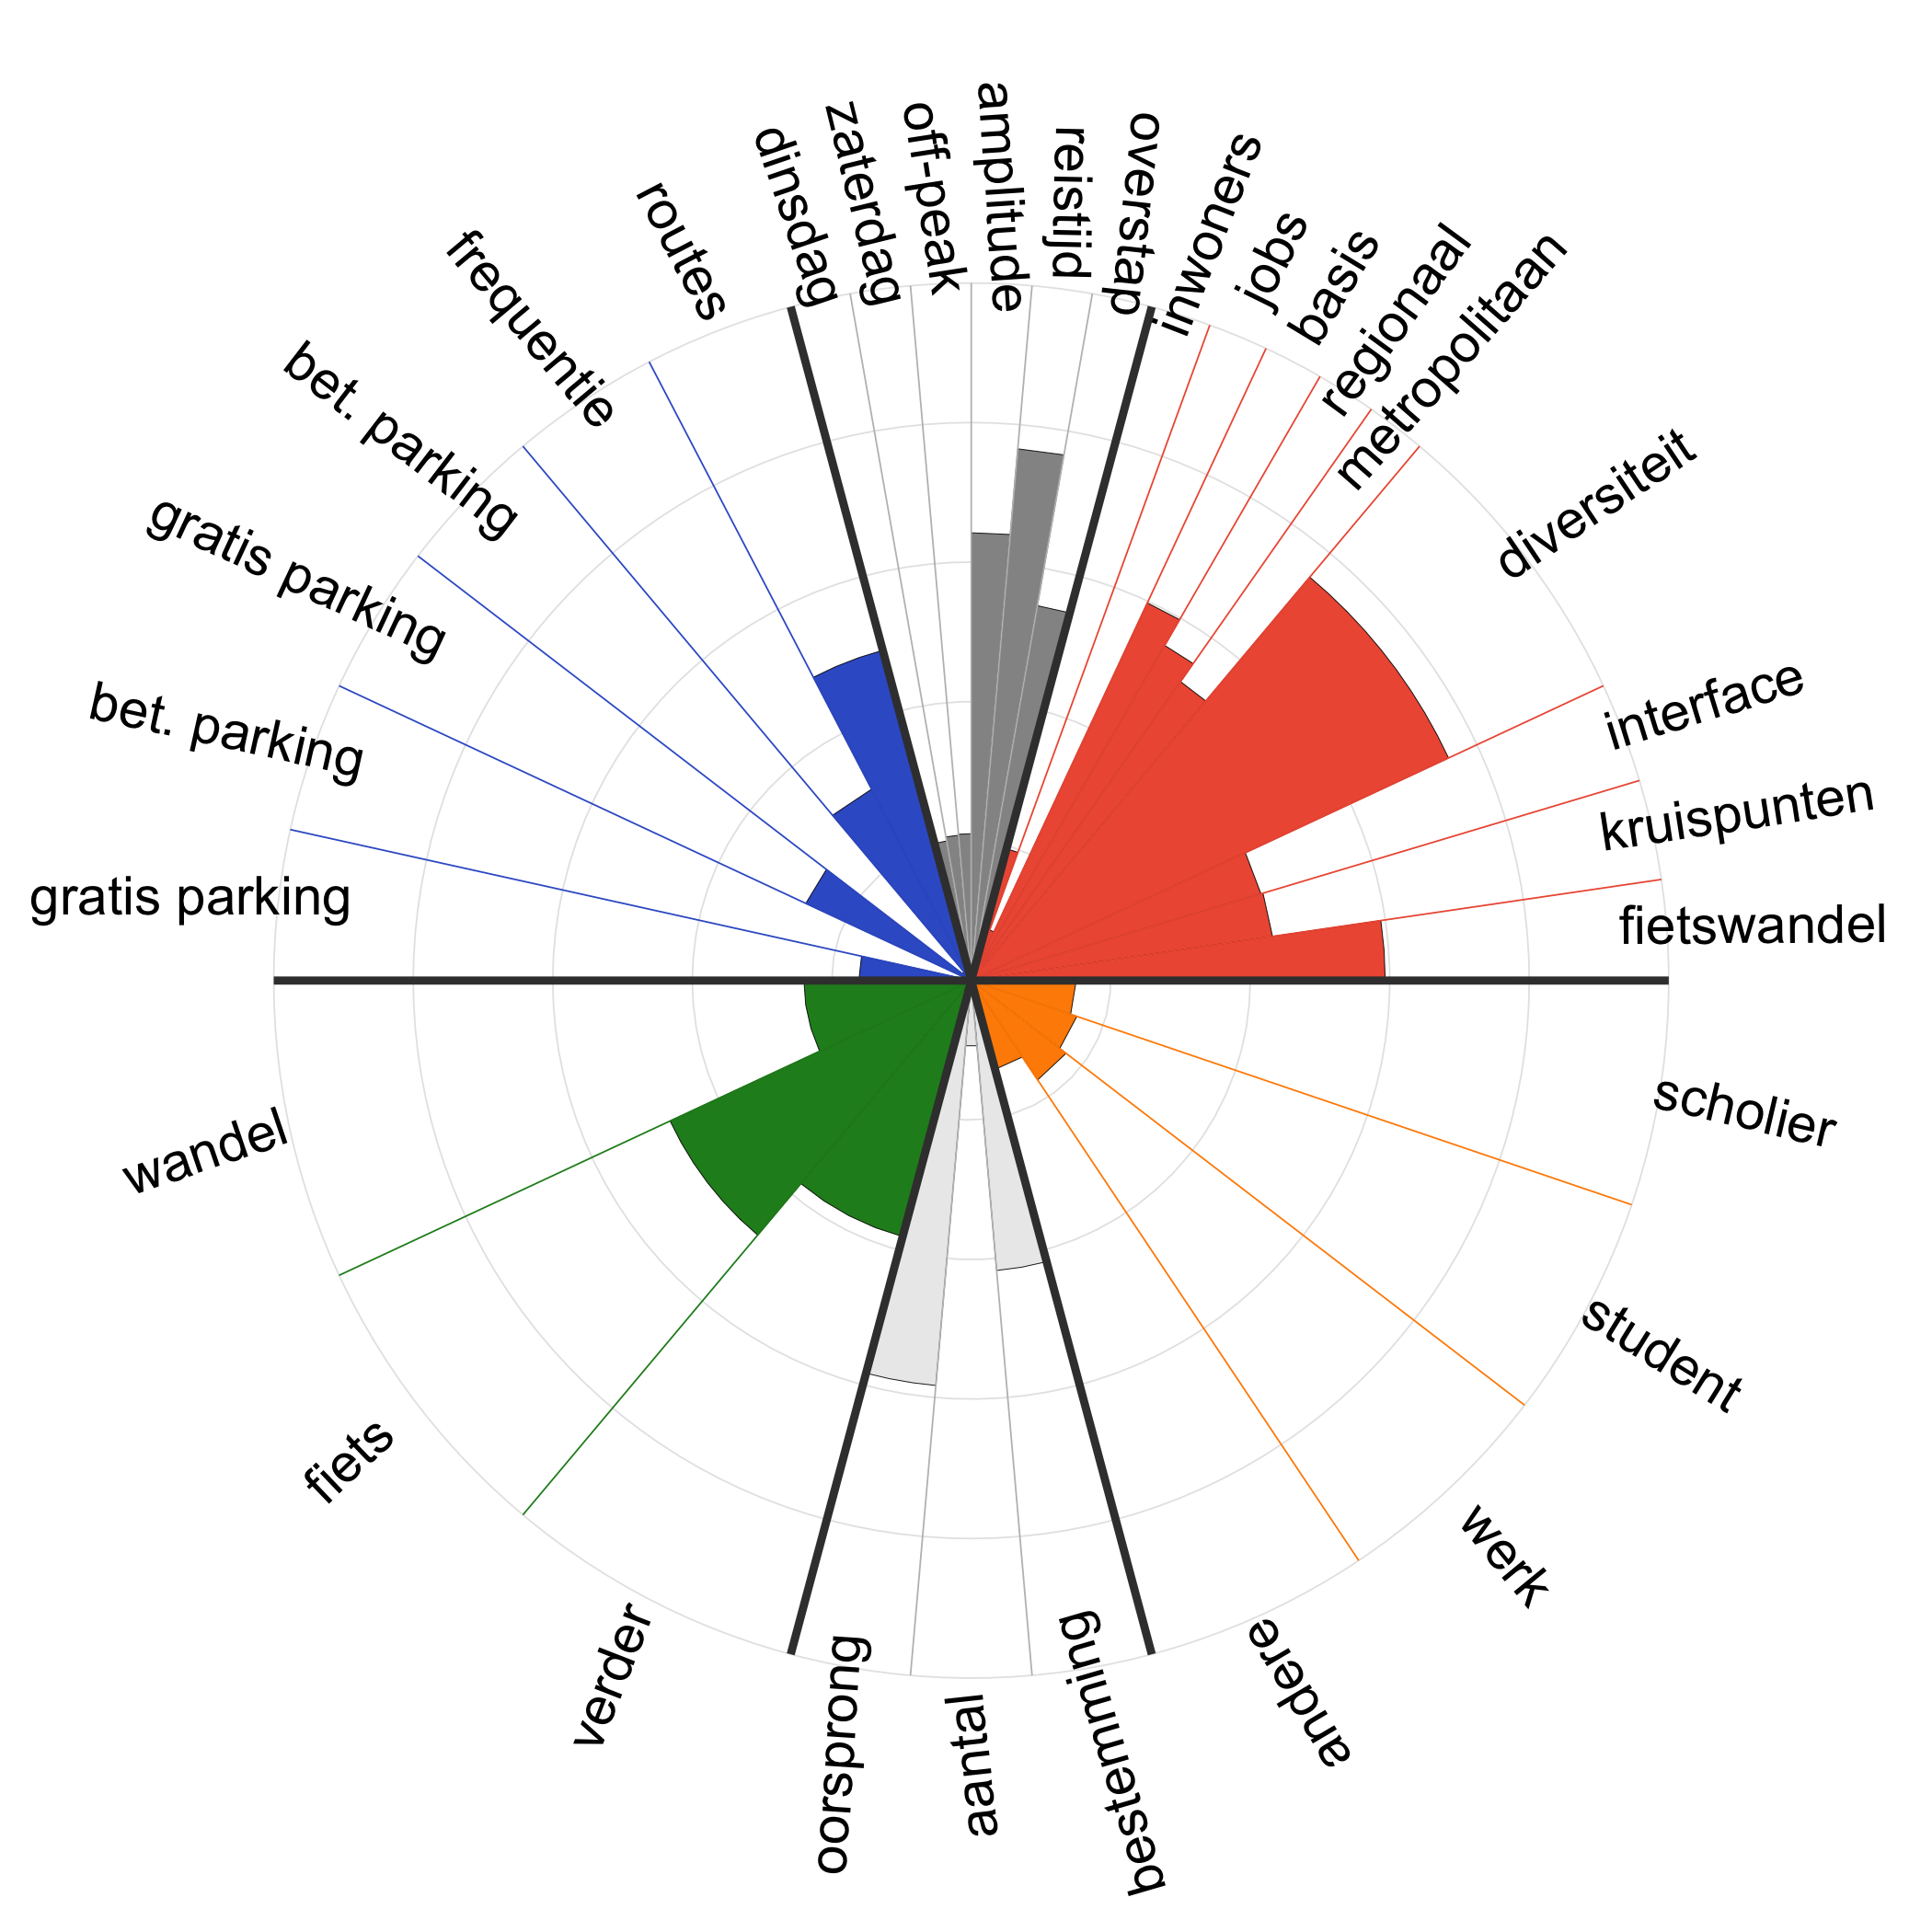 dinsdag
zaterdag
off-peak
amplitude
reistijd
overstap
inwoners
jobs
basis
regionaal
metropolitaan
diversiteit
interface
kruispunten
fietswandel
scholier
student
werk
andere
bestemming
aantal
oorsprong
verder
fiets
wandel
gratis parking
bet. parking
gratis parking
bet. parking
frequentie
routes